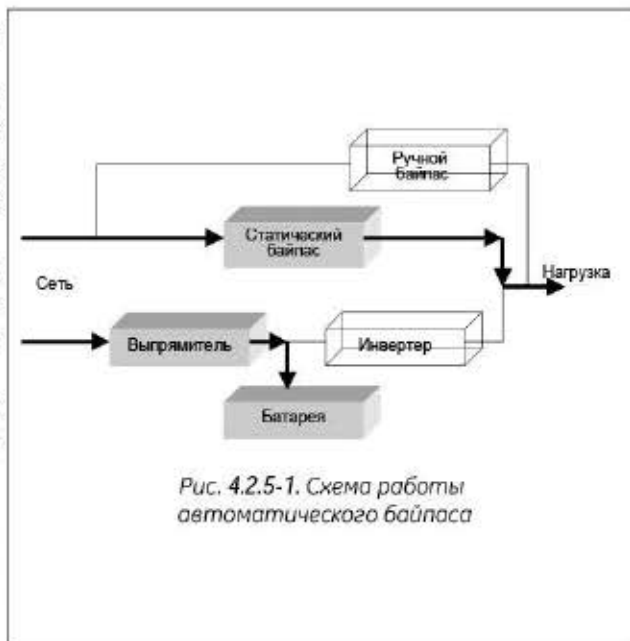 Ручной
байпас
Статический
байпас
Сеть
Нагрузка
Выпрямитель
Инвертер
Батарея
Рис. 4.2.5-1. Схема работы
автоматического байпаса